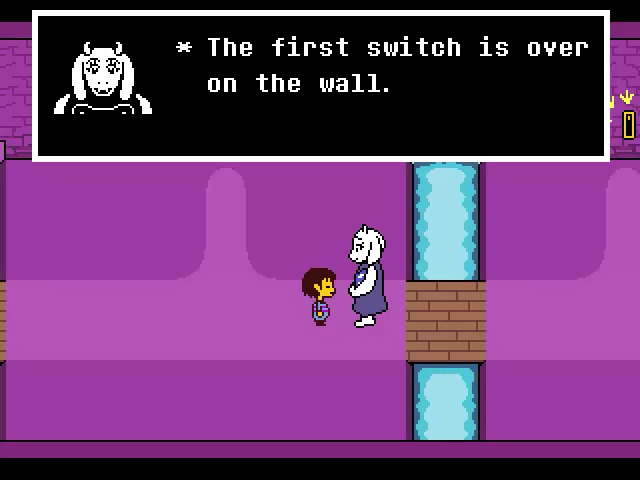 * The first switch is over
on the wall.